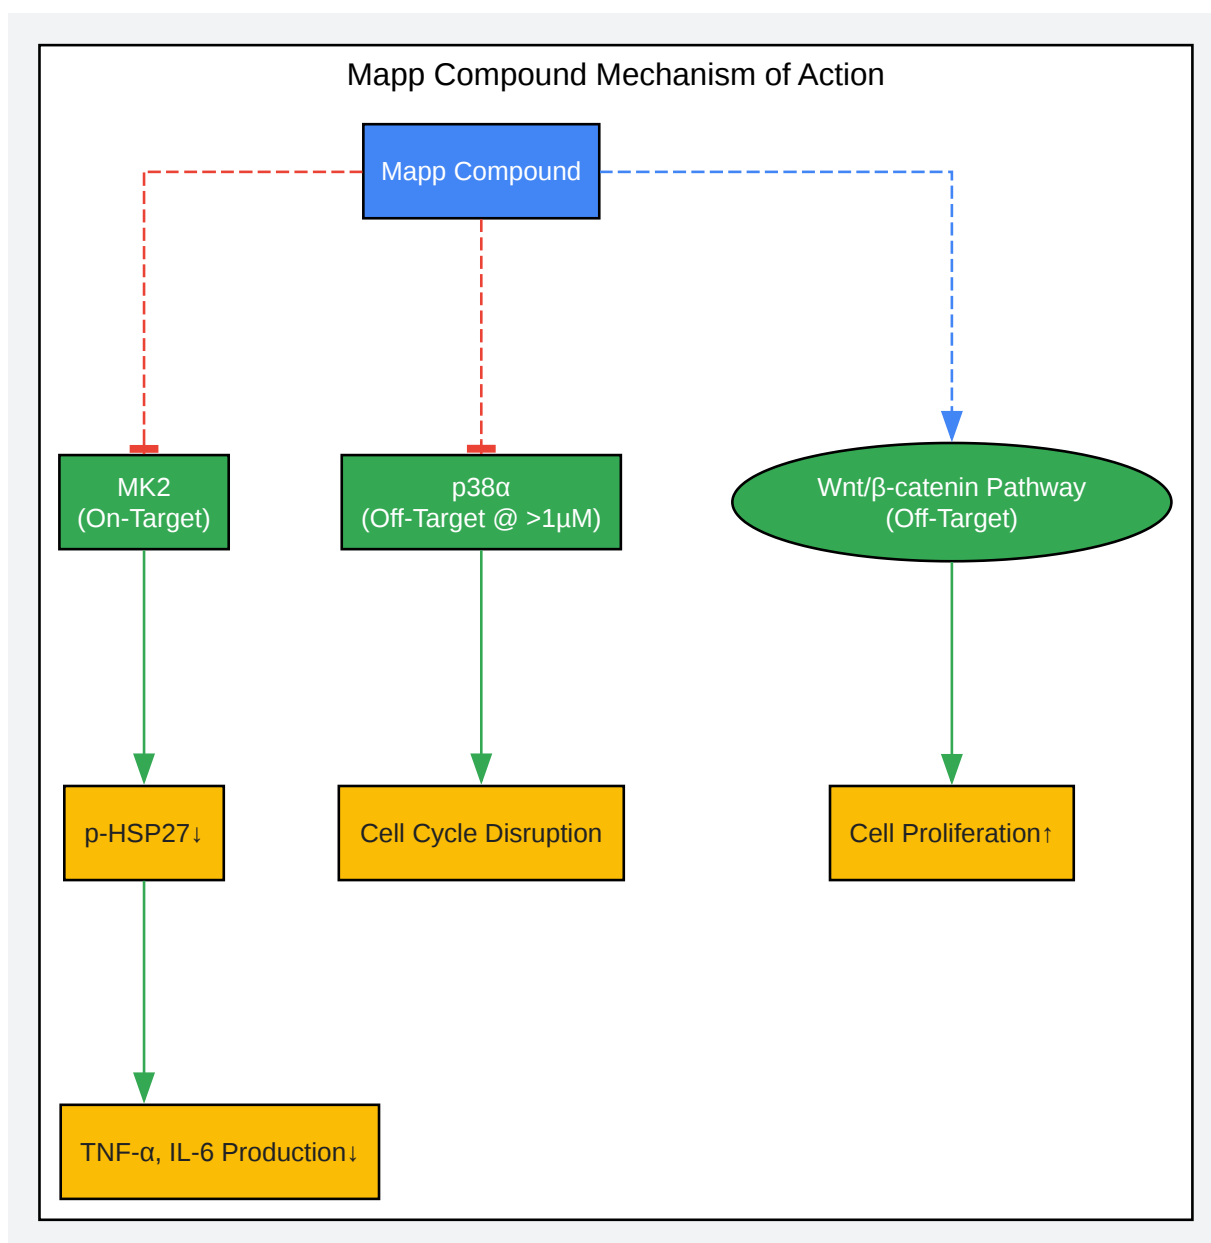 Mapp Compound Mechanism of Action
Mapp Compound
MK2
(On-Target)
p38α
(Off-Target @ >1µM)
Wnt/β-catenin Pathway
(Off-Target)
p-HSP27↓
Cell Cycle Disruption
Cell Proliferation↑
TNF-α, IL-6 Production↓